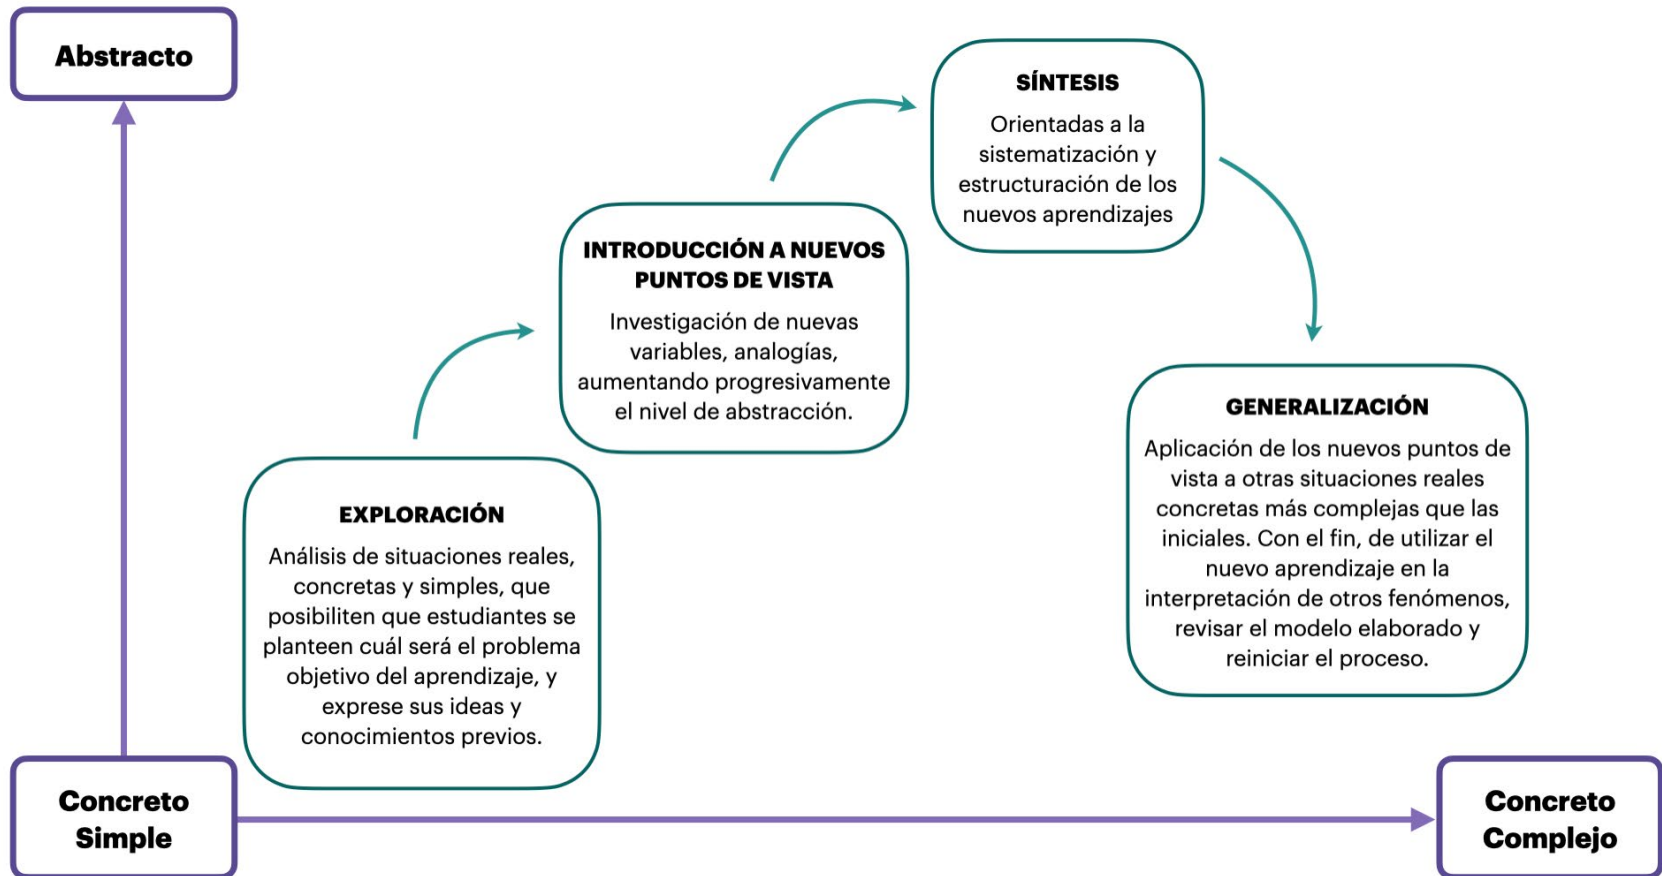 Abstracto
SÍNTESIS
Orientadas a la
sistematización y
estructuración de los
nuevos aprendizajes
INTRODUCCIÓN A NUEVOS
PUNTOS DE VISTA
Investigación de nuevas
variables, analogías,
aumentando progresivamente
el nivel de abstracción.
EXPLORACIÓN
Análisis de situaciones reales,
concretas y simples, que
posibiliten que estudiantes se
planteen cuál será el problema
objetivo del aprendizaje, y
exprese sus ideas y
conocimientos previos.
GENERALIZACIÓN
Aplicación de los nuevos puntos de
vista a otras situaciones reales
concretas más complejas que las
iniciales. Con el fin, de utilizar el
nuevo aprendizaje en la
interpretación de otros fenómenos,
revisar el modelo elaborado y
reiniciar el proceso.
Concreto
Simple
Concreto
Complejo